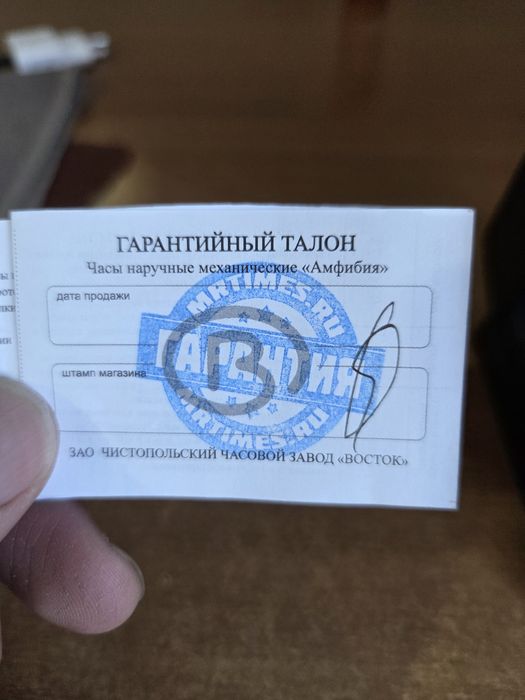 ГАРАНТИЙНЫЙ ТАЛОН
Часы наручные механические «Амфибия»
дата продажи
MRTIMES.RU
ГАРАНТИЯ
В
штамп магазина
MRTIMES.RU
ЗАО ЧИСТОПОЛЬСКИЙ ЧАСОВОЙ ЗАВОД «ВОСТОК»